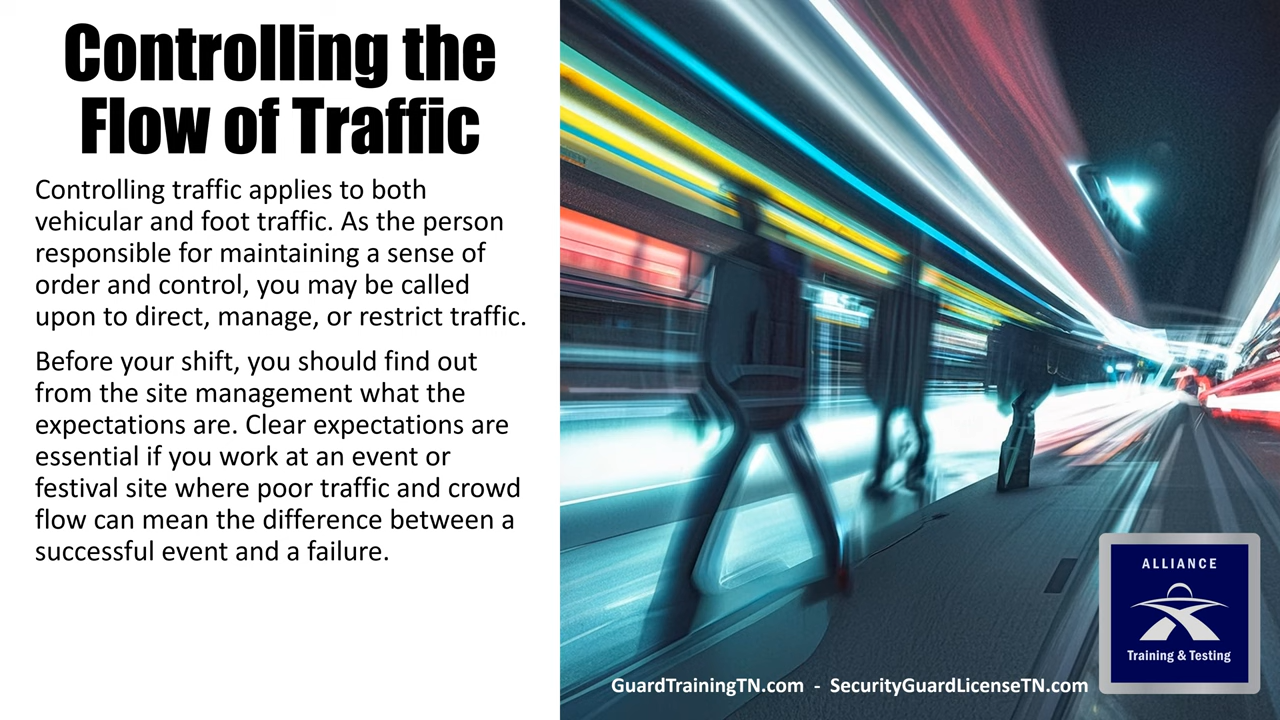 Controlling the
Flow of Traffic
Controlling traffic applies to both
vehicular and foot traffic. As the person
responsible for maintaining a sense of
order and control, you may be called
upon to direct, manage, or restrict traffic.
Before your shift, you should find out
from the site management what the
expectations are. Clear expectations are
essential if you work at an event or
festival site where poor traffic and crowd
flow can mean the difference between a
successful event and a failure.
ALLIANCE
Training & Testing
GuardTrainingTN.com - SecurityGuardLicenseTN.com